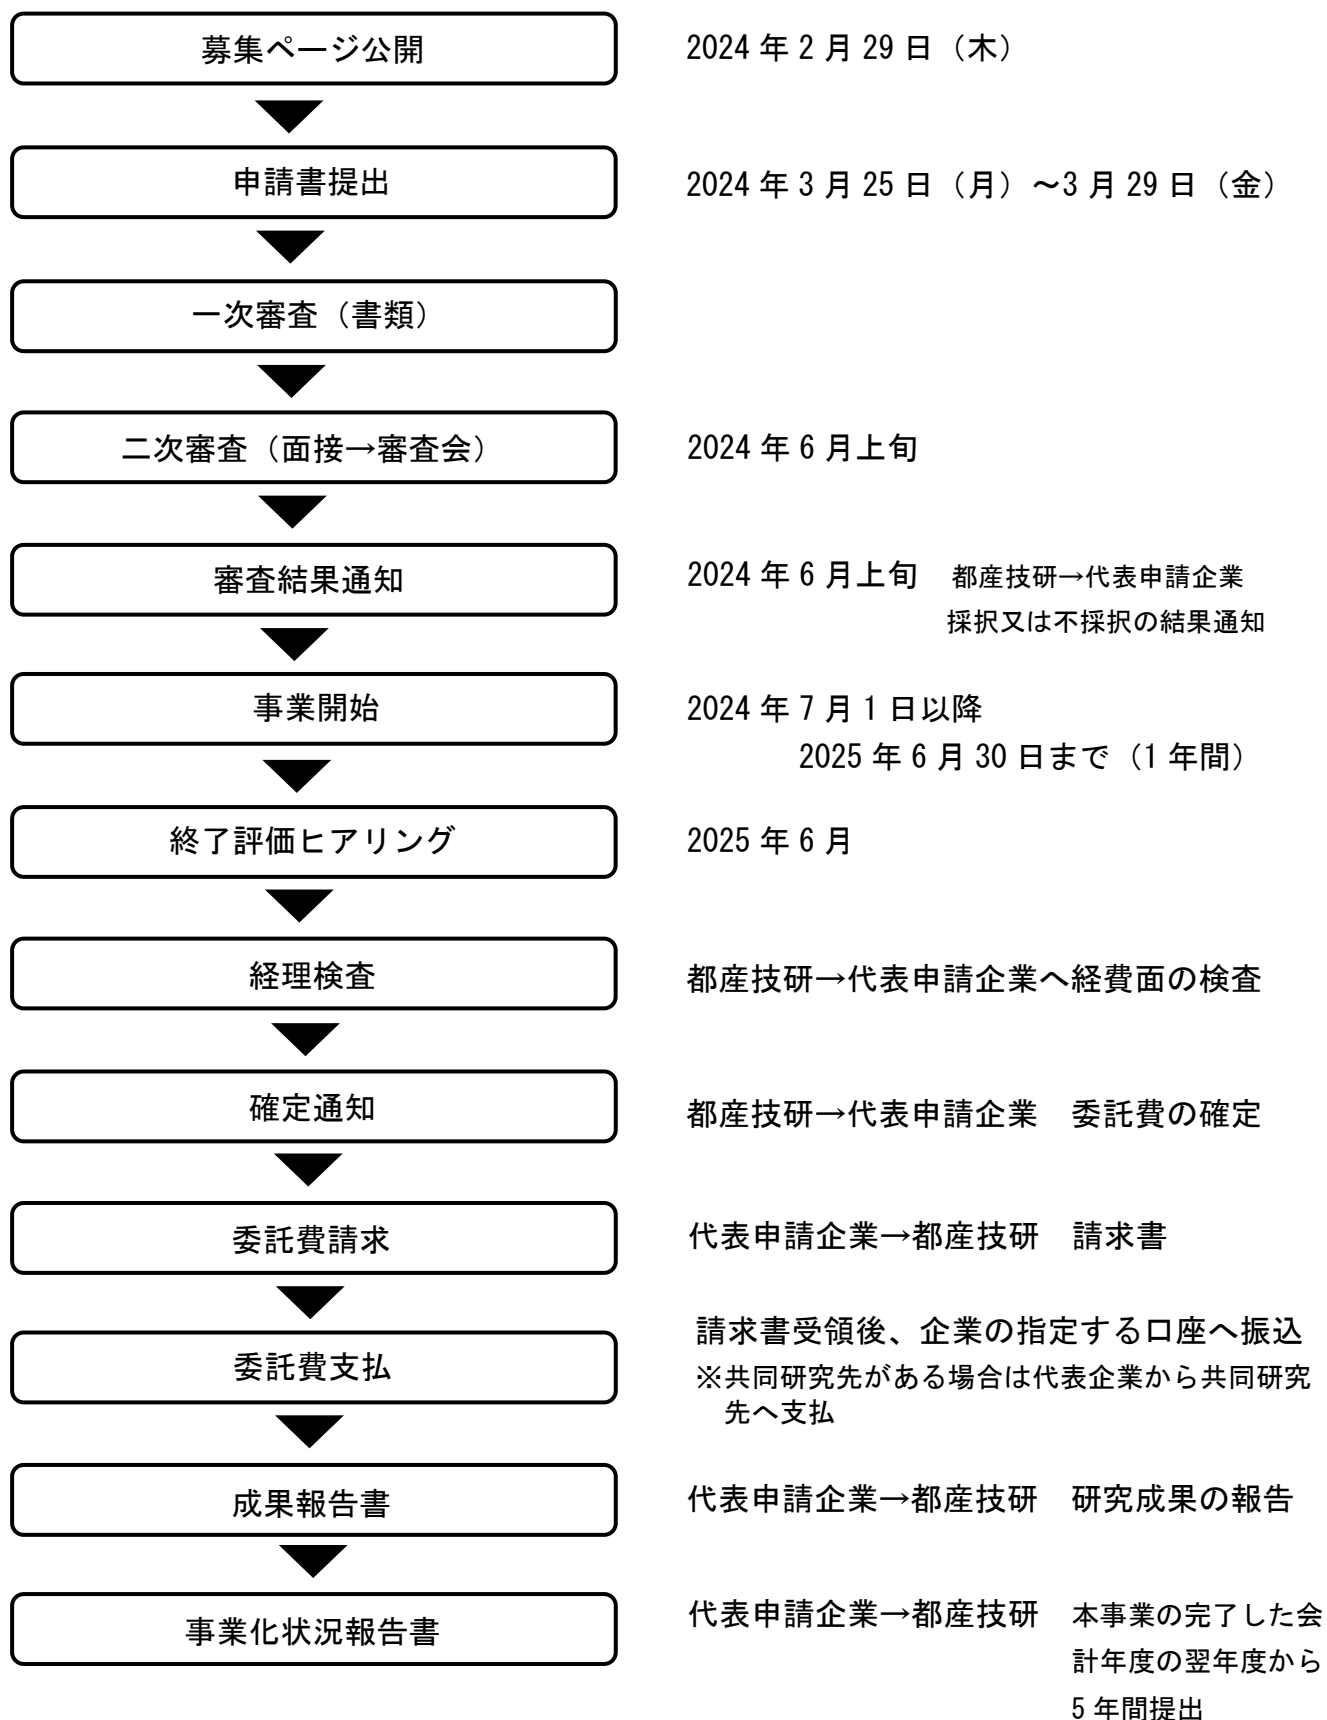 募集ページ公開
2024 年 2 月 29 日（木）
申請書提出
2024 年 3 月 25 日（月）～3 月 29 日（金）
一次審査（書類）
二次審査（面接→審査会）
2024 年 6 月上旬
審査結果通知
2024 年 6 月上旬　都産技研→代表申請企業
採択又は不採択の結果通知
事業開始
2024 年 7 月 1 日以降
2025 年 6 月 30 日まで（1 年間）
終了評価ヒアリング
2025 年 6 月
経理検査
都産技研→代表申請企業へ経費面の検査
確定通知
都産技研→代表申請企業　委託費の確定
委託費請求
代表申請企業→都産技研　請求書
委託費支払
請求書受領後、企業の指定する口座へ振込
※共同研究先がある場合は代表企業から共同研究
先へ支払
成果報告書
代表申請企業→都産技研　研究成果の報告
事業化状況報告書
代表申請企業→都産技研　本事業の完了した会
計年度の翌年度から
5 年間提出